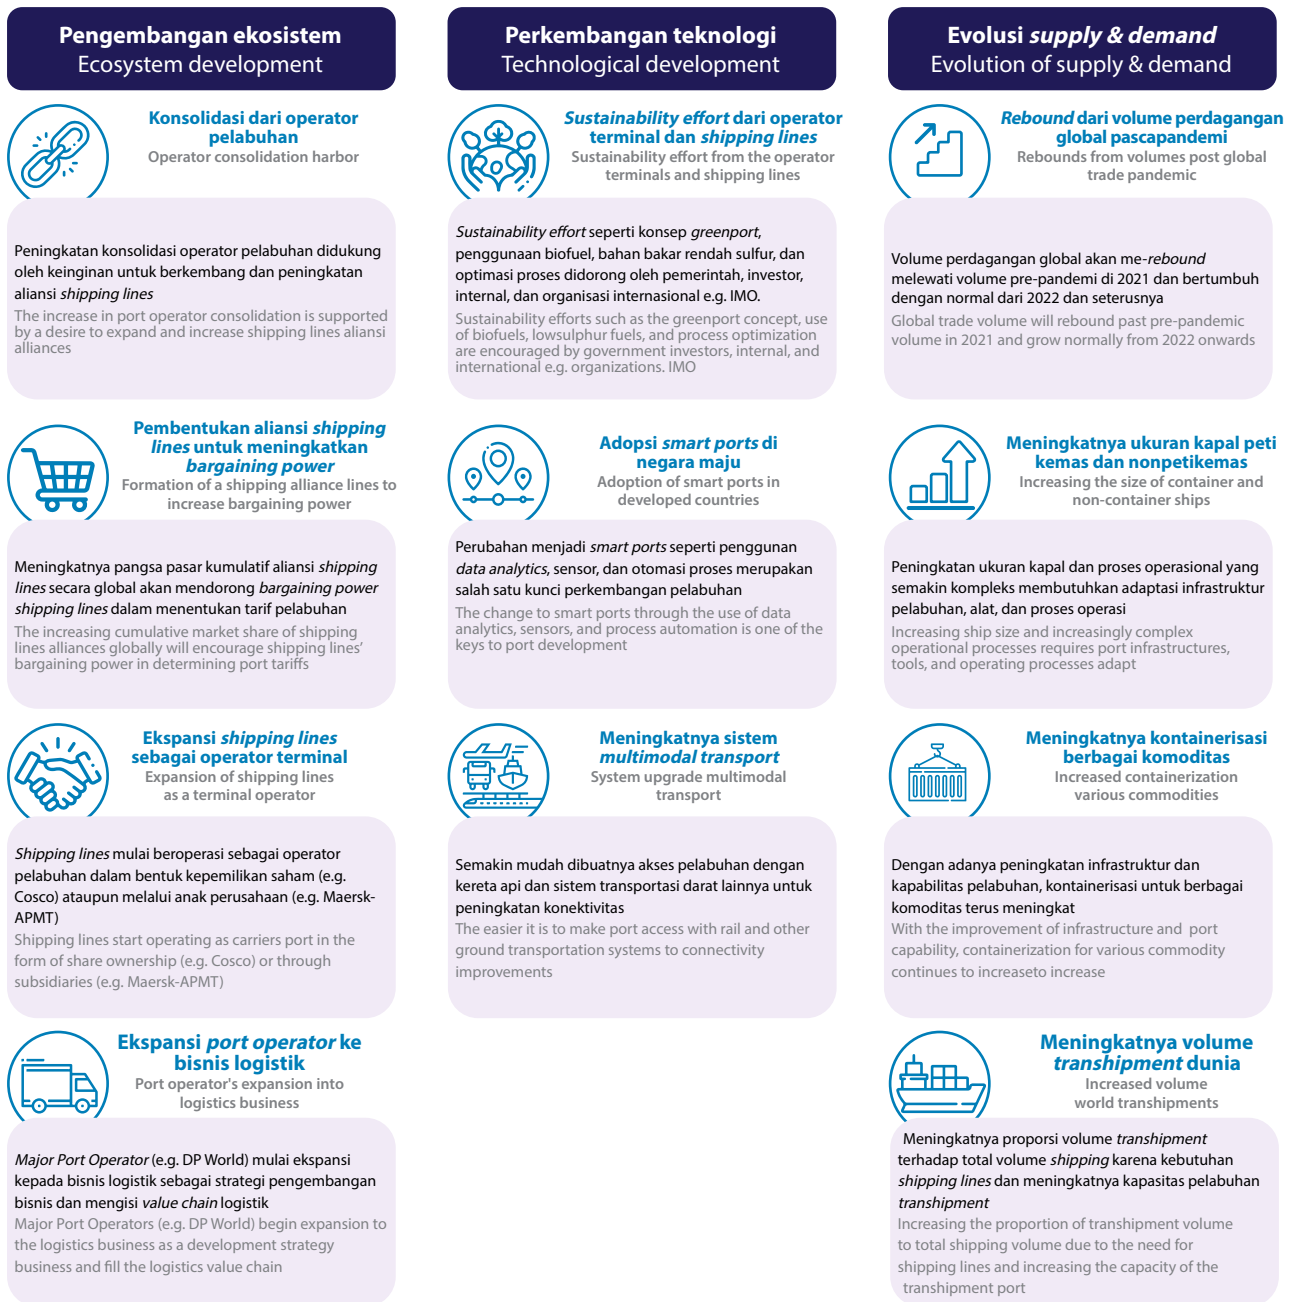 Pengembangan ekosistem
Ecosystem development
Konsolidasi dari operator
pelabuhan
Operator consolidation harbor
Peningkatan konsolidasi operator pelabuhan didukung
oleh keinginan untuk berkembang dan peningkatan
aliansi shipping lines
The increase in port operator consolidation is supported
by a desire to expand and increase shipping lines aliansi
alliances
Pembentukan aliansi shipping
lines untuk meningkatkan
bargaining power
Formation of a shipping alliance lines to
increase bargaining power
Meningkatnya pangsa pasar kumulatif aliansi shipping
lines secara global akan mendorong bargaining power
shipping lines dalam menentukan tarif pelabuhan
The increasing cumulative market share of shipping
lines alliances globally will encourage shipping lines’
bargaining power in determining port tariffs
Ekspansi shipping lines
sebagai operator terminal
Expansion of shipping lines
as a terminal operator
Shipping lines mulai beroperasi sebagai operator
pelabuhan dalam bentuk kepemilikan saham (e.g.
Cosco) ataupun melalui anak perusahaan (e.g. Maersk-
APMT)
Shipping lines start operating as carriers port in the
form of share ownership (e.g. Cosco) or through
subsidiaries (e.g. Maersk-APMT)
Ekspansi port operator ke
bisnis logistik
Port operator's expansion into
logistics business
Major Port Operator (e.g. DP World) mulai ekspansi
kepada bisnis logistik sebagai strategi pengembangan
bisnis dan mengisi value chain logistik
Major Port Operators (e.g. DP World) begin expansion to
the logistics business as a development strategy
business and fill the logistics value chain
Perkembangan teknologi
Technological development
Sustainability effort dari operator
terminal dan shipping lines
Sustainability effort from the operator
terminals and shipping lines
Sustainability effort seperti konsep greenport,
penggunaan biofuel, bahan bakar rendah sulfur, dan
optimasi proses didorong oleh pemerintah, investor,
internal, dan organisasi internasional e.g. IMO.
Sustainability efforts such as the greenport concept, use
of biofuels, lowsulphur fuels, and process optimization
are encouraged by government investors, internal, and
international e.g. organizations. IMO
Adopsi smart ports di
negara maju
Adoption of smart ports in
developed countries
Perubahan menjadi smart ports seperti penggunan
data analytics, sensor, dan otomasi proses merupakan
salah satu kunci perkembangan pelabuhan
The change to smart ports through the use of data
analytics, sensors, and process automation is one of the
keys to port development
Meningkatnya sistem
multimodal transport
System upgrade multimodal
transport
Semakin mudah dibuatnya akses pelabuhan dengan
kereta api dan sistem transportasi darat lainnya untuk
peningkatan konektivitas
The easier it is to make port access with rail and other
ground transportation systems to connectivity
improvements
Evolusi supply & demand
Evolution of supply & demand
Rebound dari volume perdagangan
global pascapandemi
Rebounds from volumes post global
trade pandemic
Volume perdagangan global akan me-rebound
melewati volume pre-pandemi di 2021 dan bertumbuh
dengan normal dari 2022 dan seterusnya
Global trade volume will rebound past pre-pandemic
volume in 2021 and grow normally from 2022 onwards
Meningkatnya ukuran kapal peti
kemas dan nonpetikemas
Increasing the size of container and
non-container ships
Peningkatan ukuran kapal dan proses operasional yang
semakin kompleks membutuhkan adaptasi infrastruktur
pelabuhan, alat, dan proses operasi
Increasing ship size and increasingly complex
operational processes requires port infrastructures,
tools, and operating processes adapt
Meningkatnya kontainerisasi
berbagai komoditas
Increased containerization
various commodities
Dengan adanya peningkatan infrastruktur dan
kapabilitas pelabuhan, kontainerisasi untuk berbagai
komoditas terus meningkat
With the improvement of infrastructure and port
capability, containerization for various commodity
continues to increaseto increase
Meningkatnya volume
transhipment dunia
Increased volume
world transhipments
Meningkatnya proporsi volume transhipment
terhadap total volume shipping karena kebutuhan
shipping lines dan meningkatnya kapasitas pelabuhan
transhipment
Increasing the proportion of transhipment volume
to total shipping volume due to the need for
shipping lines and increasing the capacity of the
transhipment port